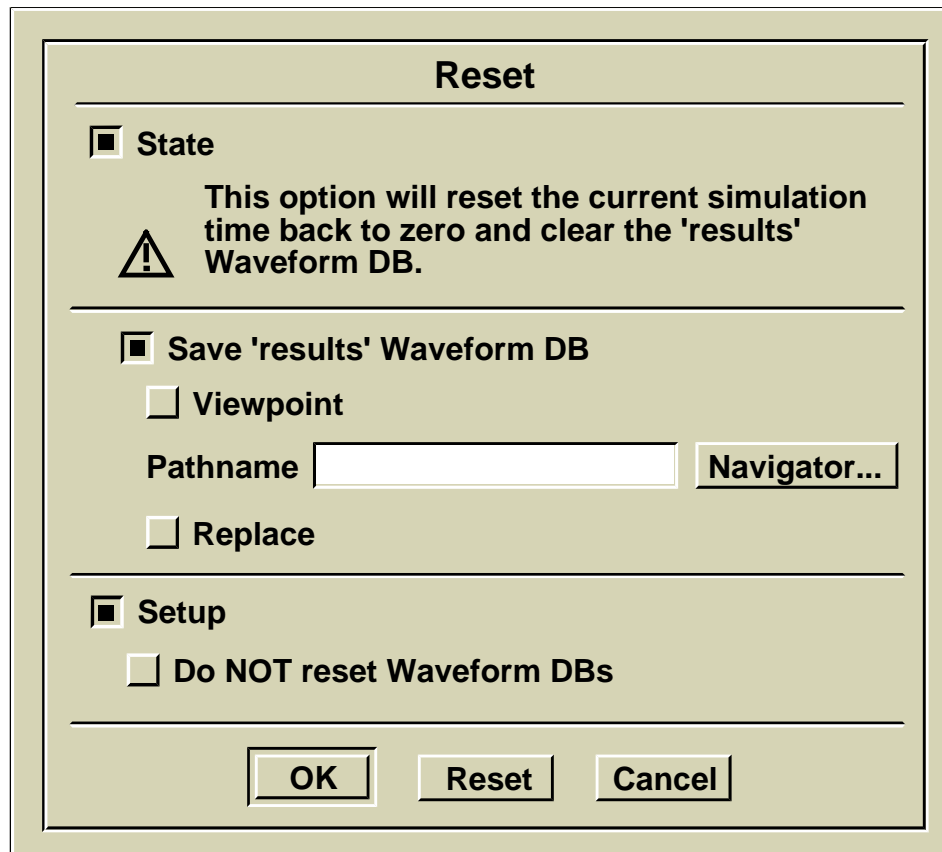 Reset
State
This option will reset the current simulation
time back to zero and clear the 'results'
Waveform DB.
Save 'results' Waveform DB
Viewpoint
Pathname Navigator...
Replace
Setup
Do NOT reset Waveform DBs
OK Reset Cancel